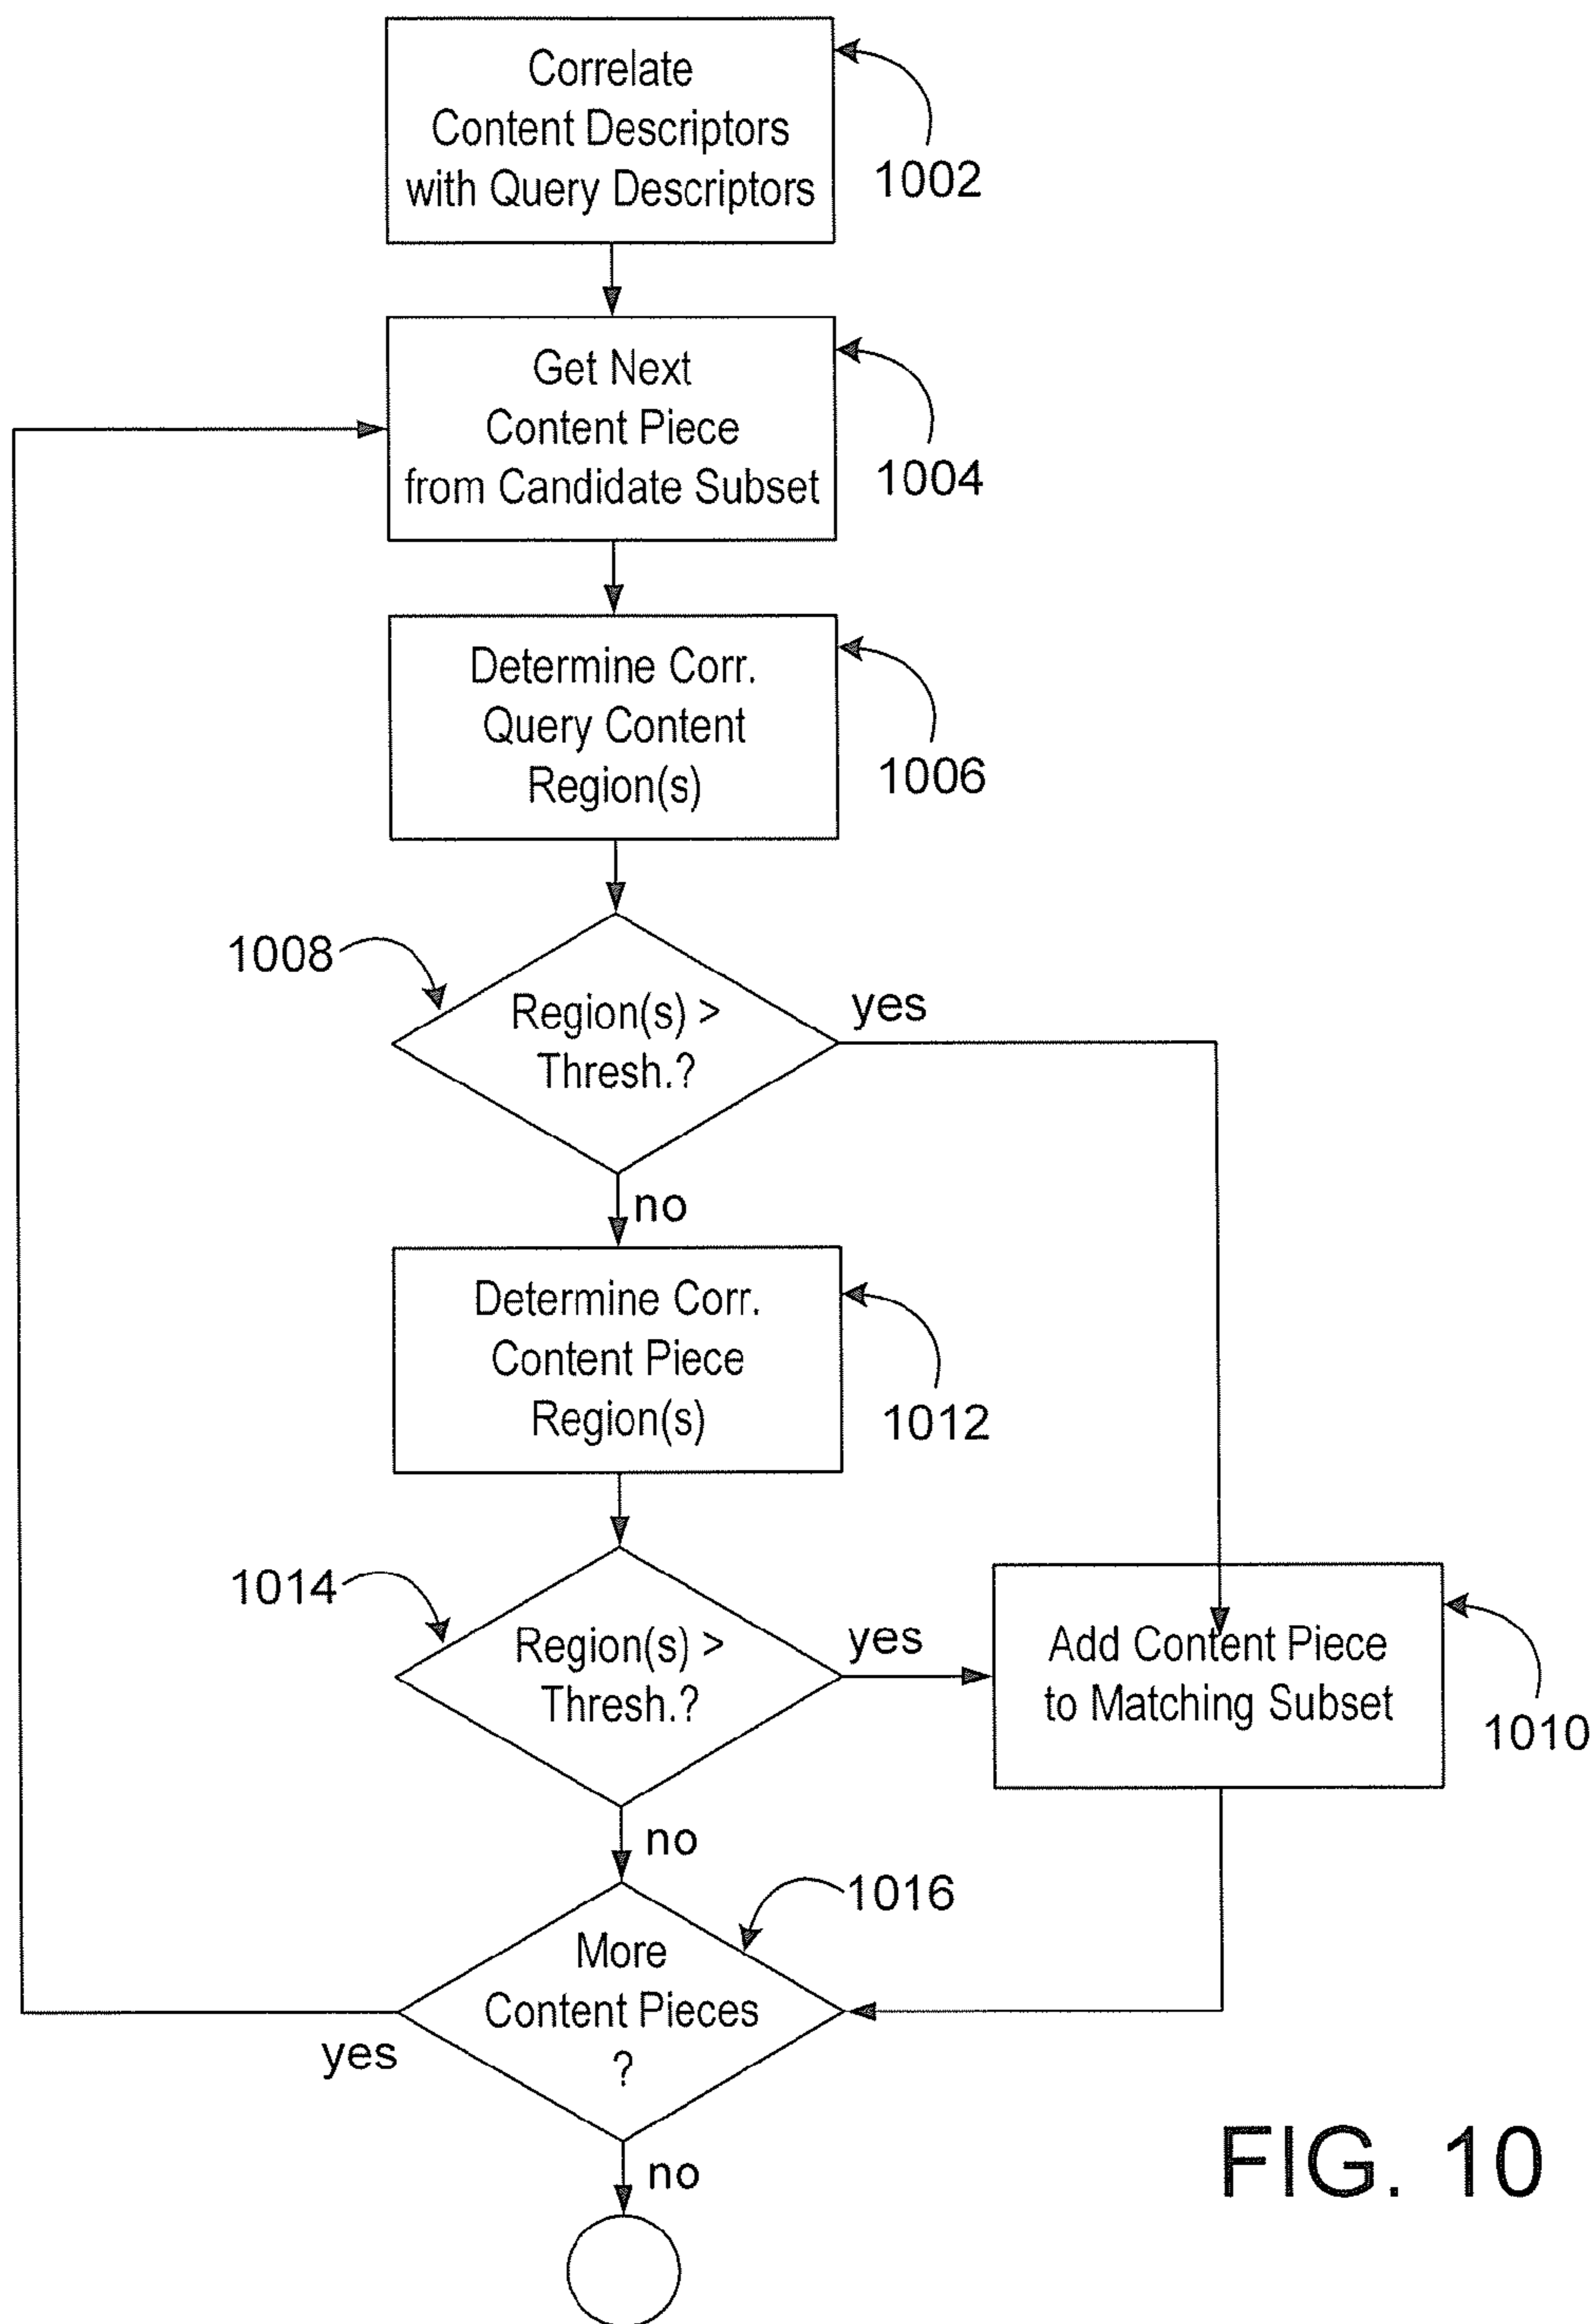 Correlate
Content Descriptors
with Query Descriptors
1002
Get Next
Content Piece
from Candidate Subset
1004
Determine Corr.
Query Content
Region(s)
1006
1008
Region(s) >
Thresh.?
yes
no
Determine Corr.
Content Piece
Region(s)
1012
1014
Region(s) >
Thresh.?
yes
Add Content Piece
to Matching Subset
1010
no
1016
More
Content Pieces
?
yes
no
FIG. 10